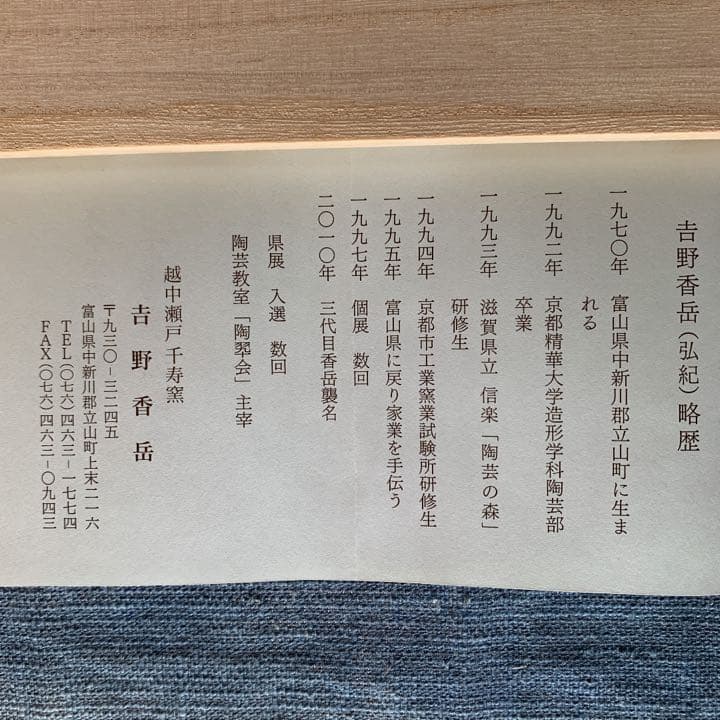 𠮷野香岳（弘紀）略歴
一九七〇年　富山県中新川郡立山町に生ま
れる
一九九二年　京都精華大学造形学科陶芸部
卒業
一九九三年　滋賀県立　信楽「陶芸の森」
研修生
一九九四年　京都市工業窯業試験所研修生
一九九五年　富山県に戻り家業を手伝う
一九九七年　個展　数回
二〇一〇年　三代目香岳襲名
県展　入選　数回
陶芸教室「陶翆会」主宰
越中瀬戸千寿窯
𠮷野香岳
〒九三〇－三二四五
富山県中新川郡立山町上末二一六
TEL（〇七六）四六三－一七七四
FAX（〇七六）四六三－〇九四三